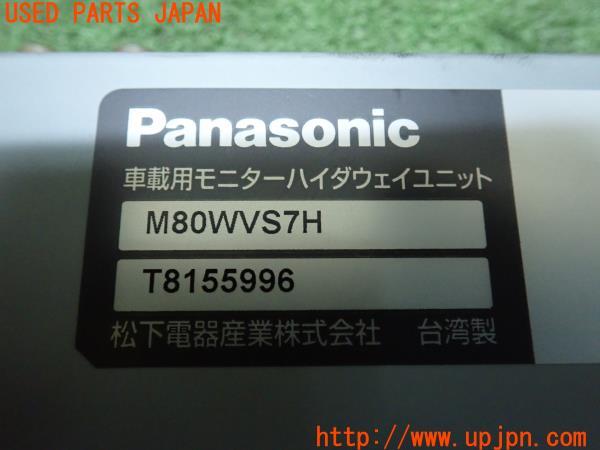 USED PARTS JAPAN
Panasonic
車載用モニターハイダウェイユニット
M80WVS7H
T8155996
松下電器産業株式会社 台湾製
http://www.upjpn.com